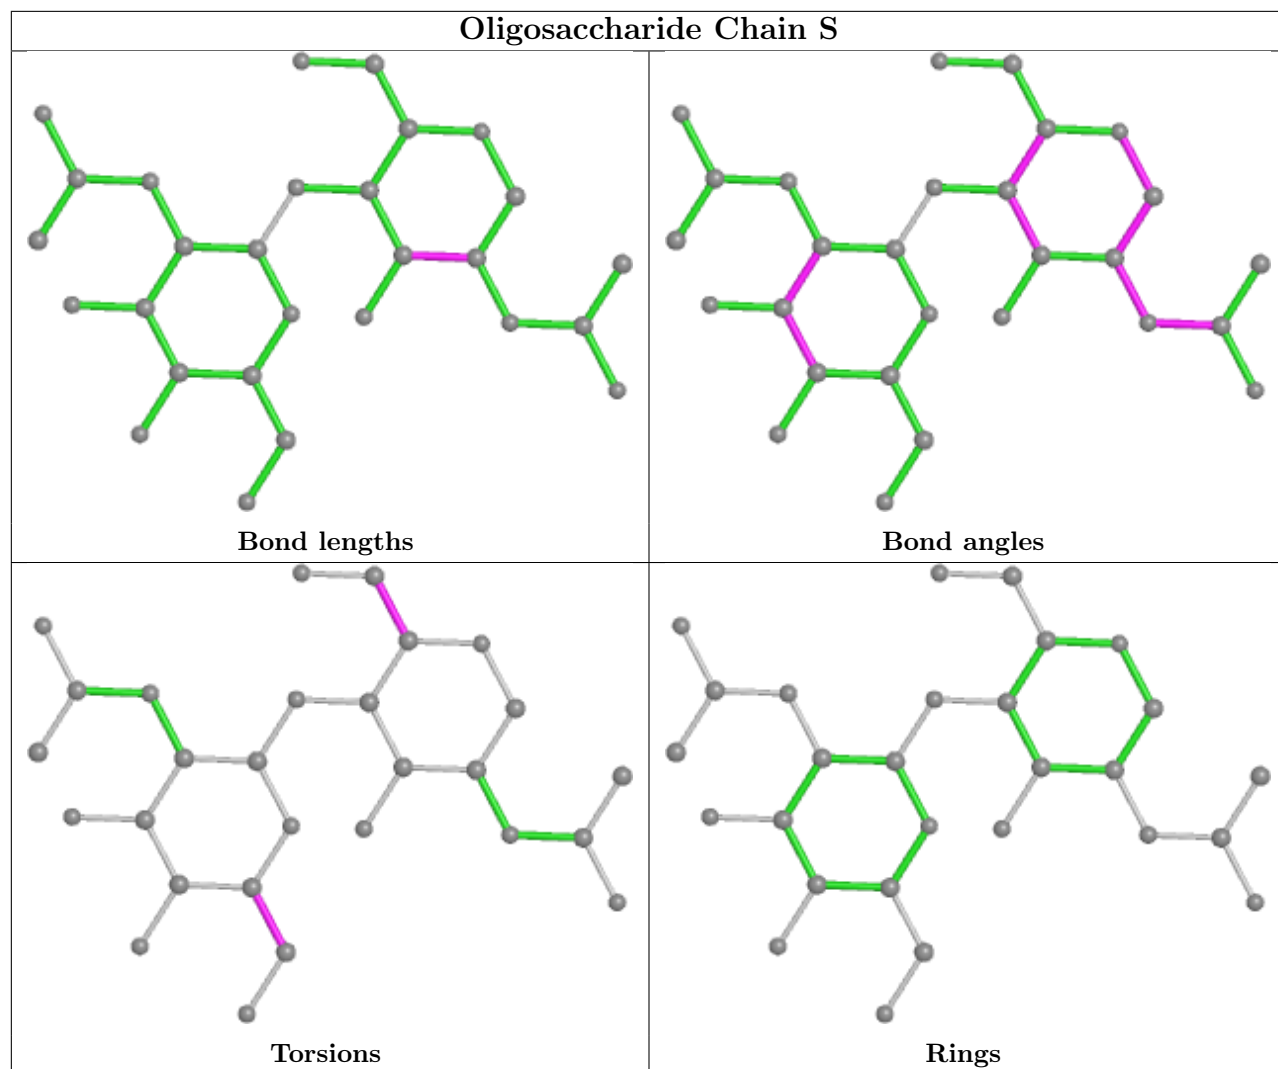 Oligosaccharide Chain S
Bond lengths
Bond angles
Torsions
Rings